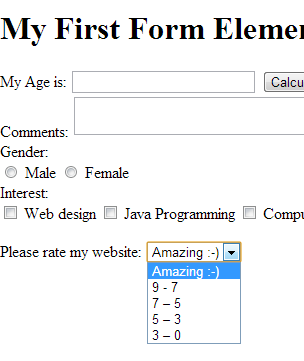 My First Form Elemen
My Age is: Calcu
Comments:
Gender:
Male Female
Interest:
Web design Java Programming Compu
Please rate my website: Amazing :-)
Amazing :-)
9 - 7
7 – 5
5 – 3
3 – 0